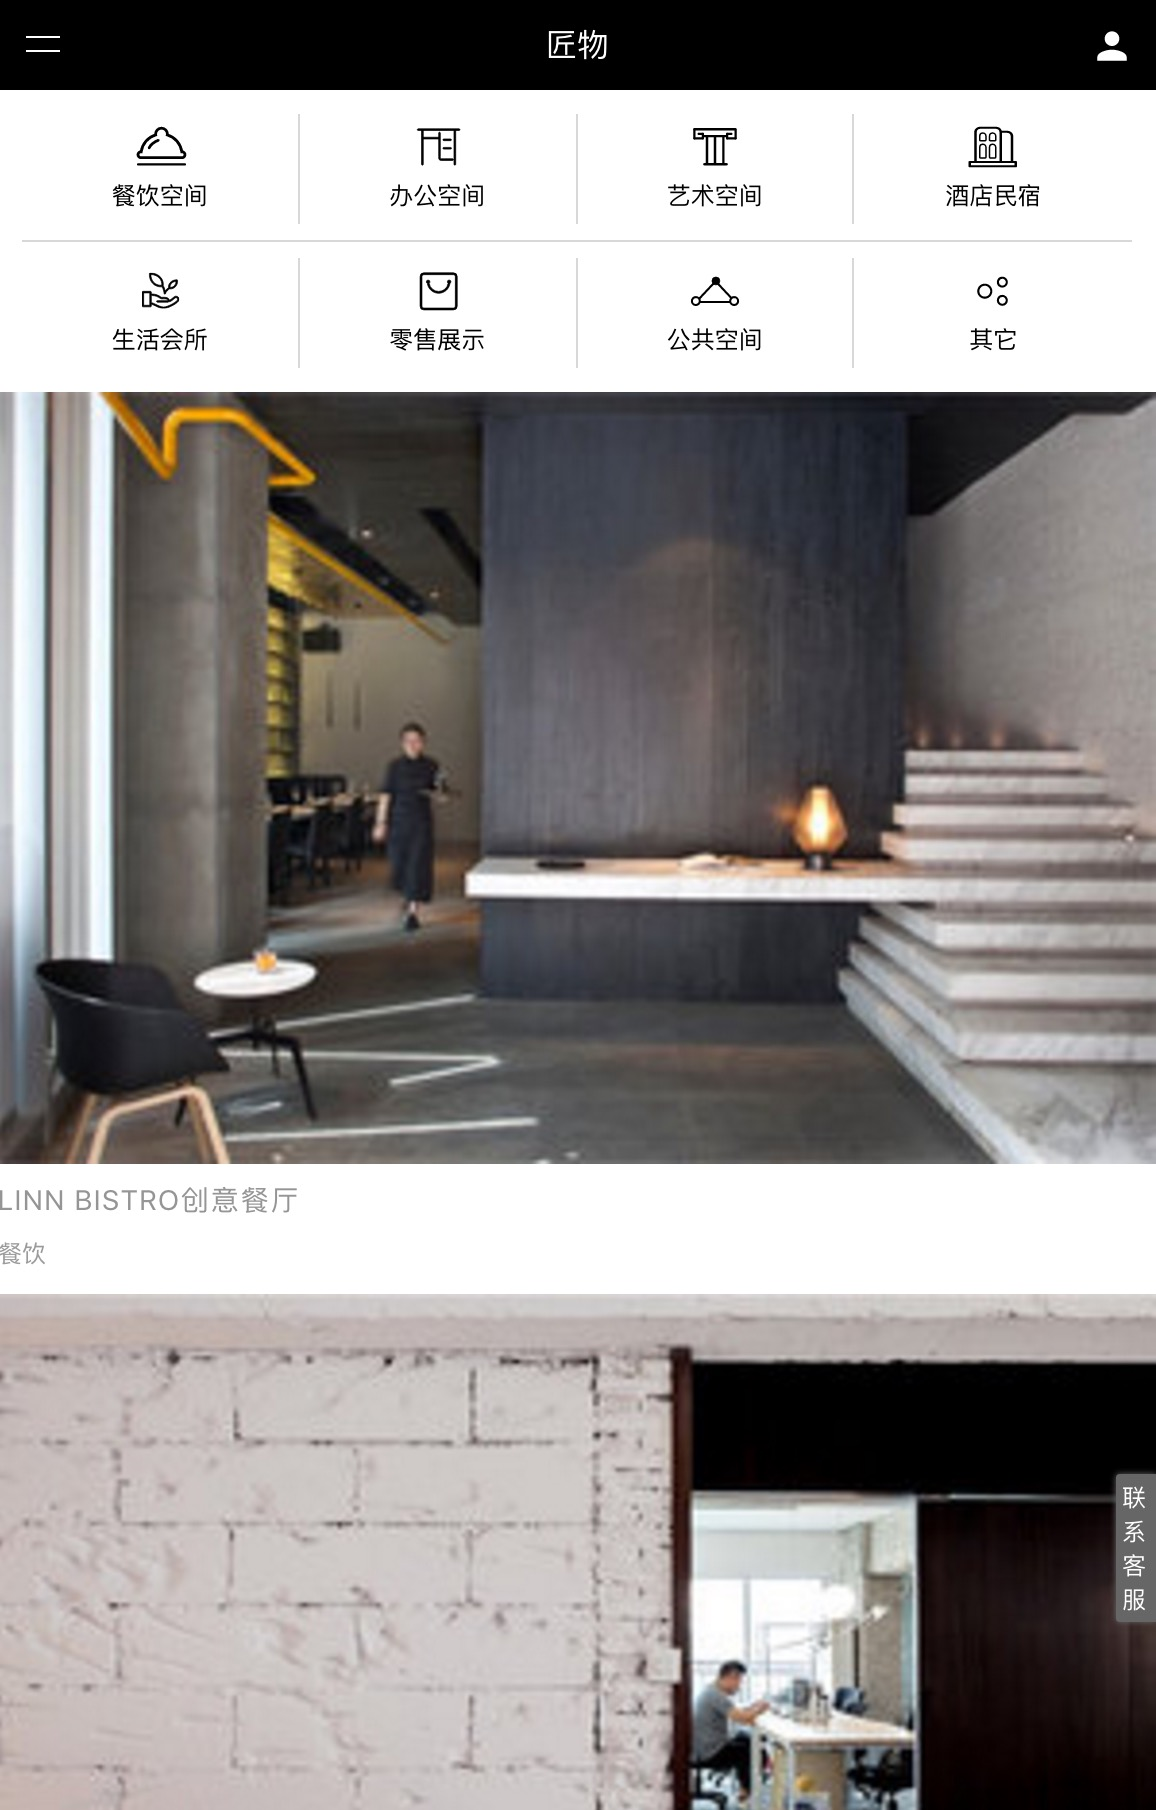 匠物
餐饮空间
办公空间
艺术空间
酒店民宿
生活会所
零售展示
公共空间
其它
LINN BISTRO创意餐厅
餐饮
联系客服